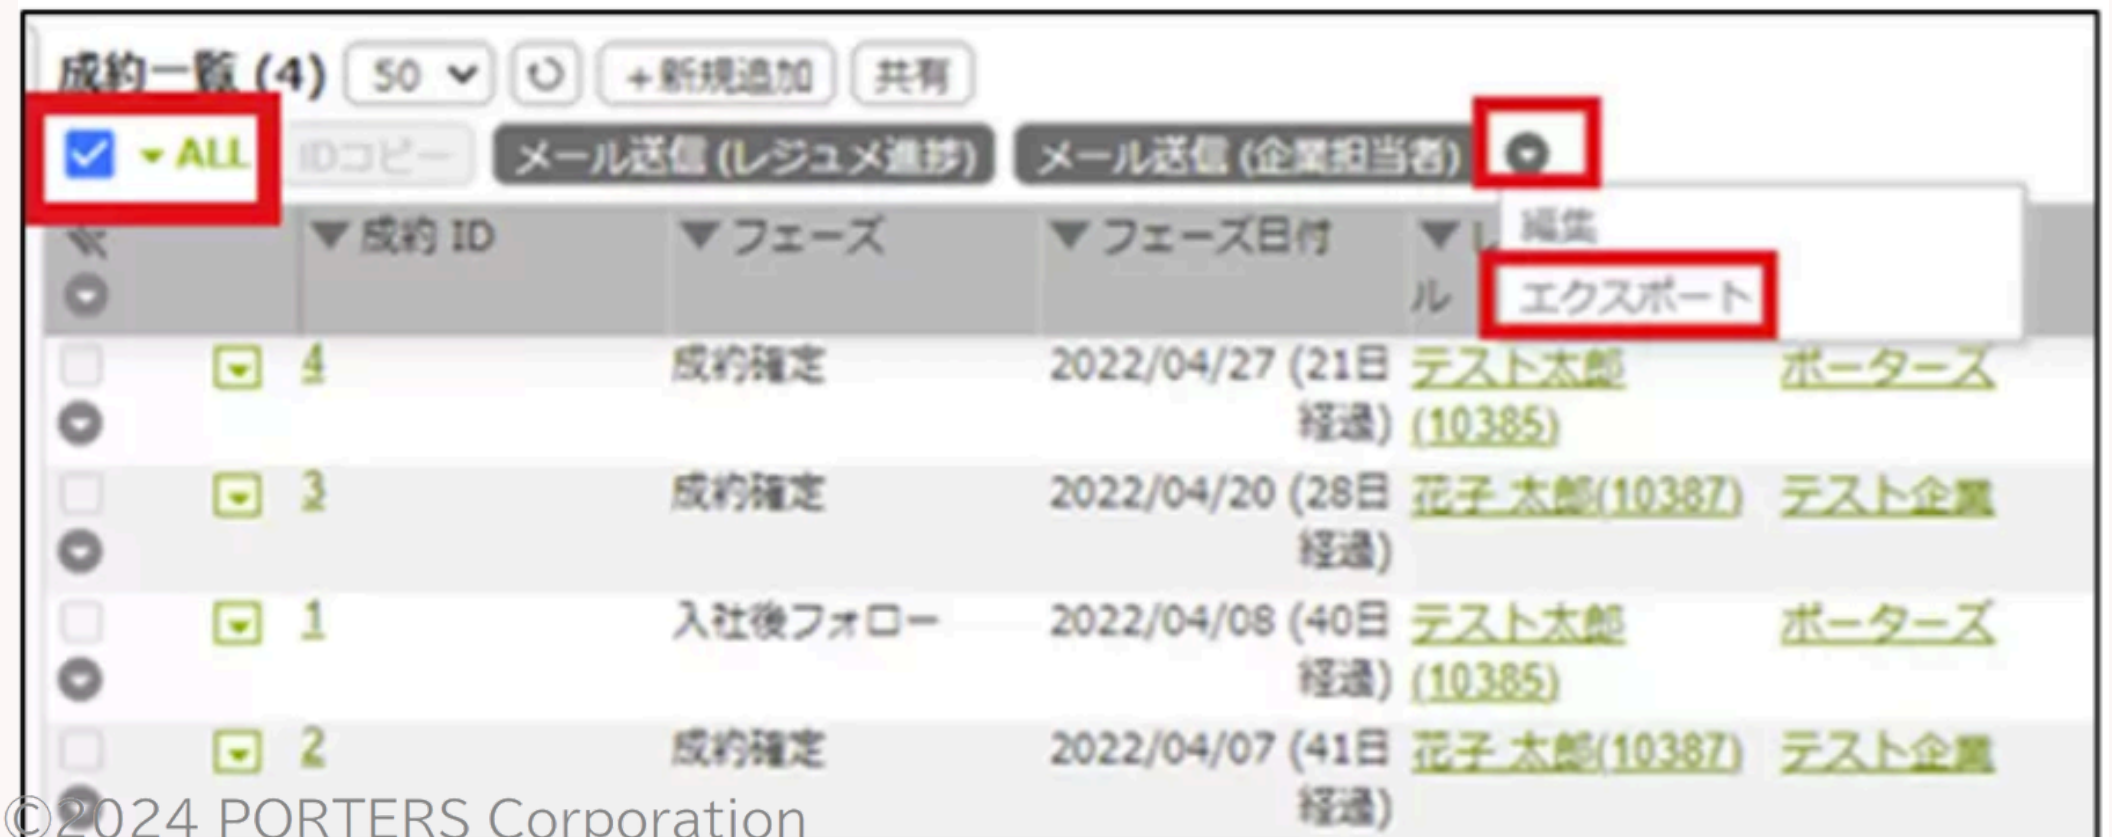 成約一覧 (4) 50 +新規追加 共有
ALL IDコピー メール送信 (レジュメ進捗) メール送信 (企業担当者)
編集
エクスポート
▼成約 ID ▼フェーズ ▼フェーズ日付 ▼レ
ル
4 成約確定 2022/04/27 (21日 テスト太郎 ポーターズ
経過) (10385)
3 成約確定 2022/04/20 (28日 花子 太郎(10387) テスト企業
経過)
1 入社後フォロー 2022/04/08 (40日 テスト太郎 ポーターズ
経過) (10385)
2 成約確定 2022/04/07 (41日 花子 太郎(10387) テスト企業
経過)
©2024 PORTERS Corporation